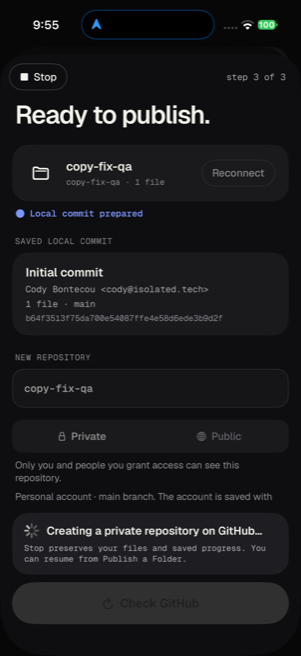 9:55
100
Stop
step 3 of 3
Ready to publish.
copy-fix-qa
copy-fix-qa · 1 file
Reconnect
Local commit prepared
SAVED LOCAL COMMIT
Initial commit
Cody Bontecou <cody@isolated.tech>
1 file · main
b64f3513f75da700e54087ffe4e58d6ede3b9d2f
NEW REPOSITORY
copy-fix-qa
Private
Public
Only you and people you grant access can see this
repository.
Personal account · main branch. The account is saved with
Creating a private repository on GitHub...
Stop preserves your files and saved progress. You
can resume from Publish a Folder.
Check GitHub